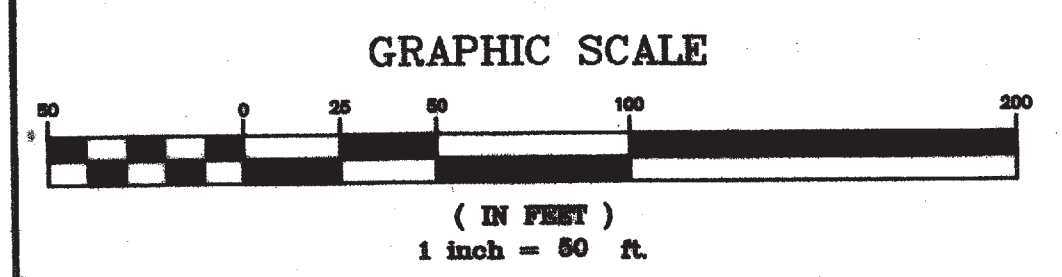 GRAPHIC SCALE
50 0 25 50 100 200
( IN FEET )
1 inch = 50 ft.